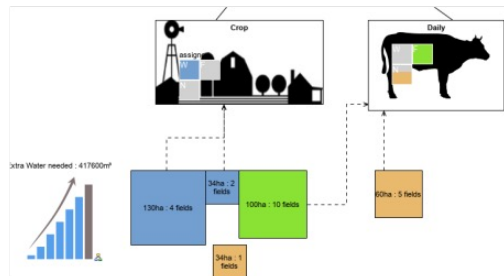 Crop
Daily
assign
W
F
N
W
F
N
Extra Water needed : 417600m³
130ha : 4 fields
34ha : 2
fields
100ha : 10 fields
60ha : 5 fields
34ha : 1
fields